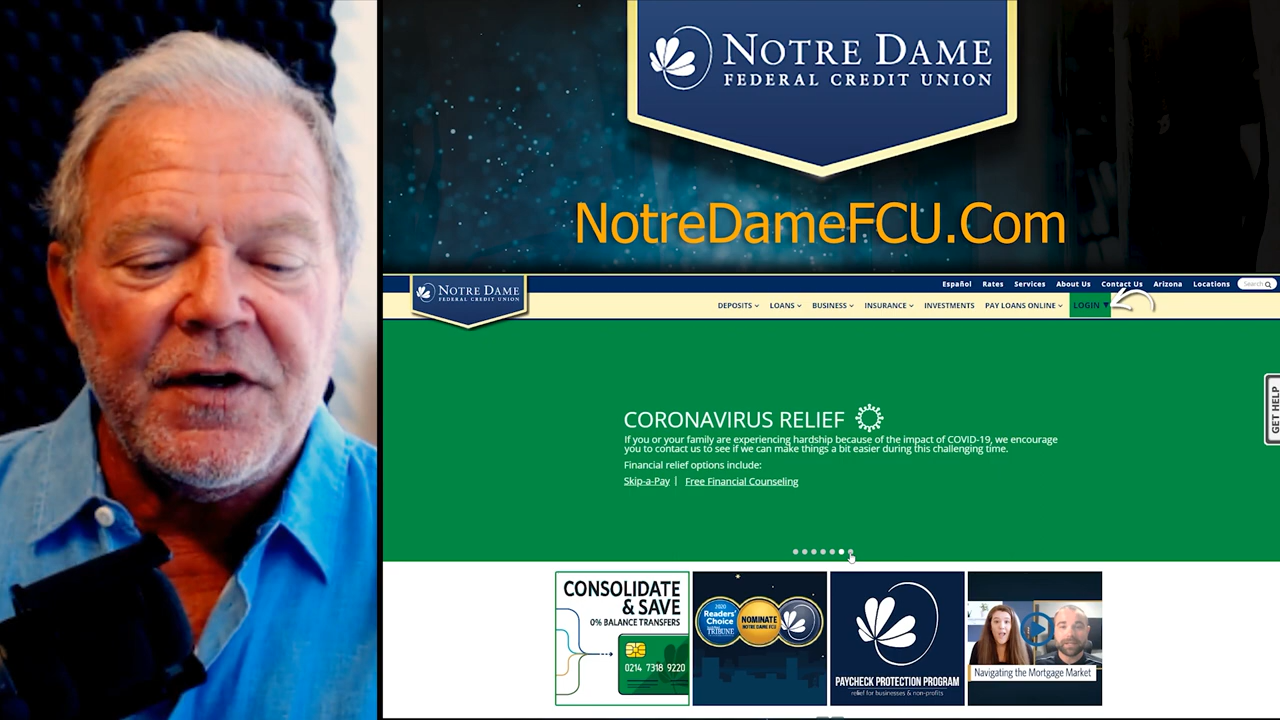 NOTRE DAME
FEDERAL CREDIT UNION
NotreDameFCU.Com
Español Rates Services About Us Contact Us Arizona Locations Search
NOTRE DAME
FEDERAL CREDIT UNION
DEPOSITS LOANS BUSINESS INSURANCE INVESTMENTS PAY LOANS ONLINE LOGIN
CORONAVIRUS RELIEF
If you or your family are experiencing hardship because of the impact of COVID-19, we encourage
you to contact us to see if we can make things a bit easier during this challenging time.
Financial relief options include:
Skip-a-Pay | Free Financial Counseling
GET HELP
CONSOLIDATE
& SAVE
0% BALANCE TRANSFERS
0214 7318 9220
2020
Readers'
Choice
TRIBUNE
NOMINATE
NOTRE DAME FCU
PAYCHECK PROTECTION PROGRAM
relief for businesses & non-profits
Navigating the Mortgage Market